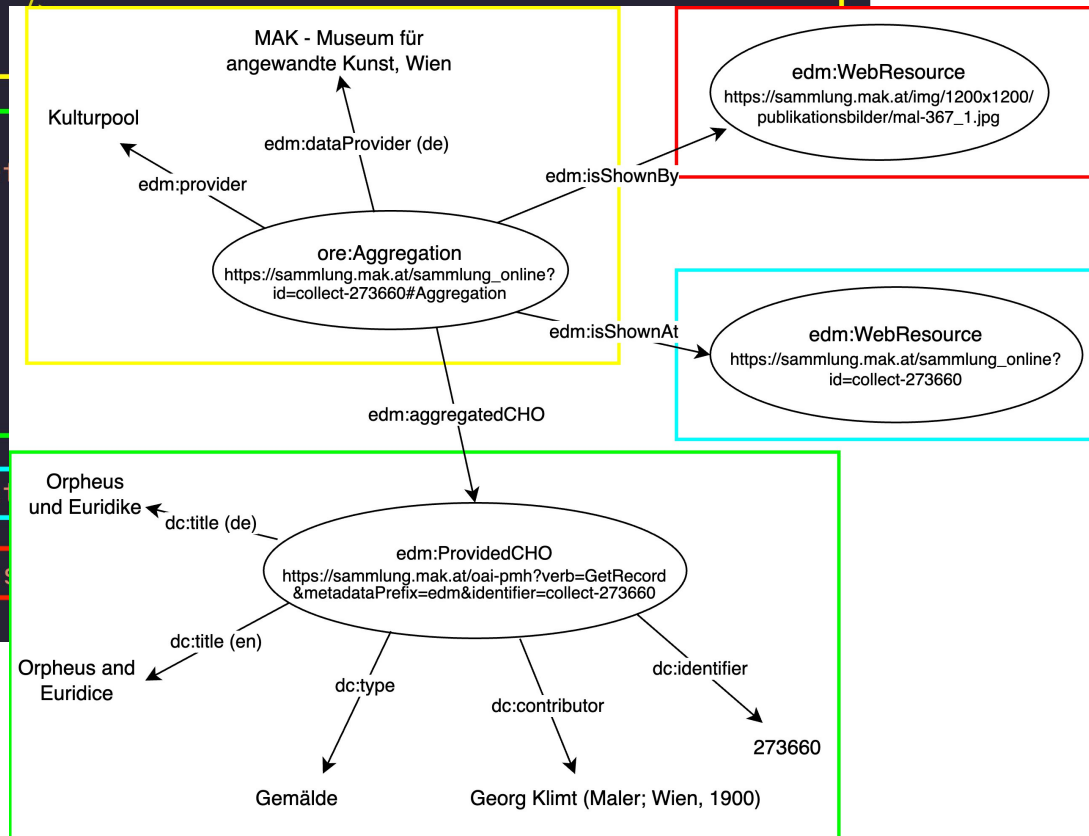 MAK - Museum für
angewandte Kunst, Wien
Kulturpool
edm:dataProvider (de)
edm:provider
edm:isShownBy
edm:WebResource
https://sammlung.mak.at/img/1200x1200/
publikationsbilder/mal-367_1.jpg
ore:Aggregation
https://sammlung.mak.at/sammlung_online?
id=collect-273660#Aggregation
edm:isShownAt
edm:WebResource
https://sammlung.mak.at/sammlung_online?
id=collect-273660
edm:aggregatedCHO
Orpheus
und Euridike
dc:title (de)
edm:ProvidedCHO
https://sammlung.mak.at/oai-pmh?verb=GetRecord
&metadataPrefix=edm&identifier=collect-273660
dc:title (en)
Orpheus and
Euridice
dc:type
dc:contributor
dc:identifier
273660
Gemälde
Georg Klimt (Maler; Wien, 1900)